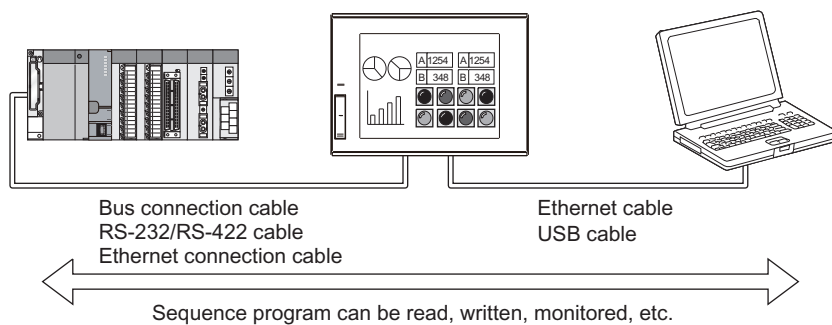 A 1254 A 1254
B 348 B 348
Bus connection cable
RS-232/RS-422 cable
Ethernet connection cable
Ethernet cable
USB cable
Sequence program can be read, written, monitored, etc.